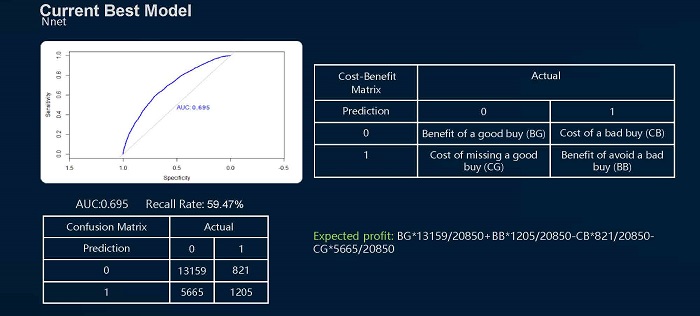 Current Best Model
Nnet
1.0
0.8
0.6
0.4
0.2
0.0
Sensitivity
AUC: 0.695
1.5 1.0 0.5 0.0 -0.5
Specificity
AUC:0.695 Recall Rate: 59.47%
Confusion Matrix Actual
Prediction 0 1
0 13159 821
1 5665 1205
Cost-Benefit
Matrix
Actual
Prediction 0 1
0 Benefit of a good buy (BG) Cost of a bad buy (CB)
1 Cost of missing a good
buy (CG)
Benefit of avoid a bad
buy (BB)
Expected profit: BG*13159/20850+BB*1205/20850-CB*821/20850-
CG*5665/20850